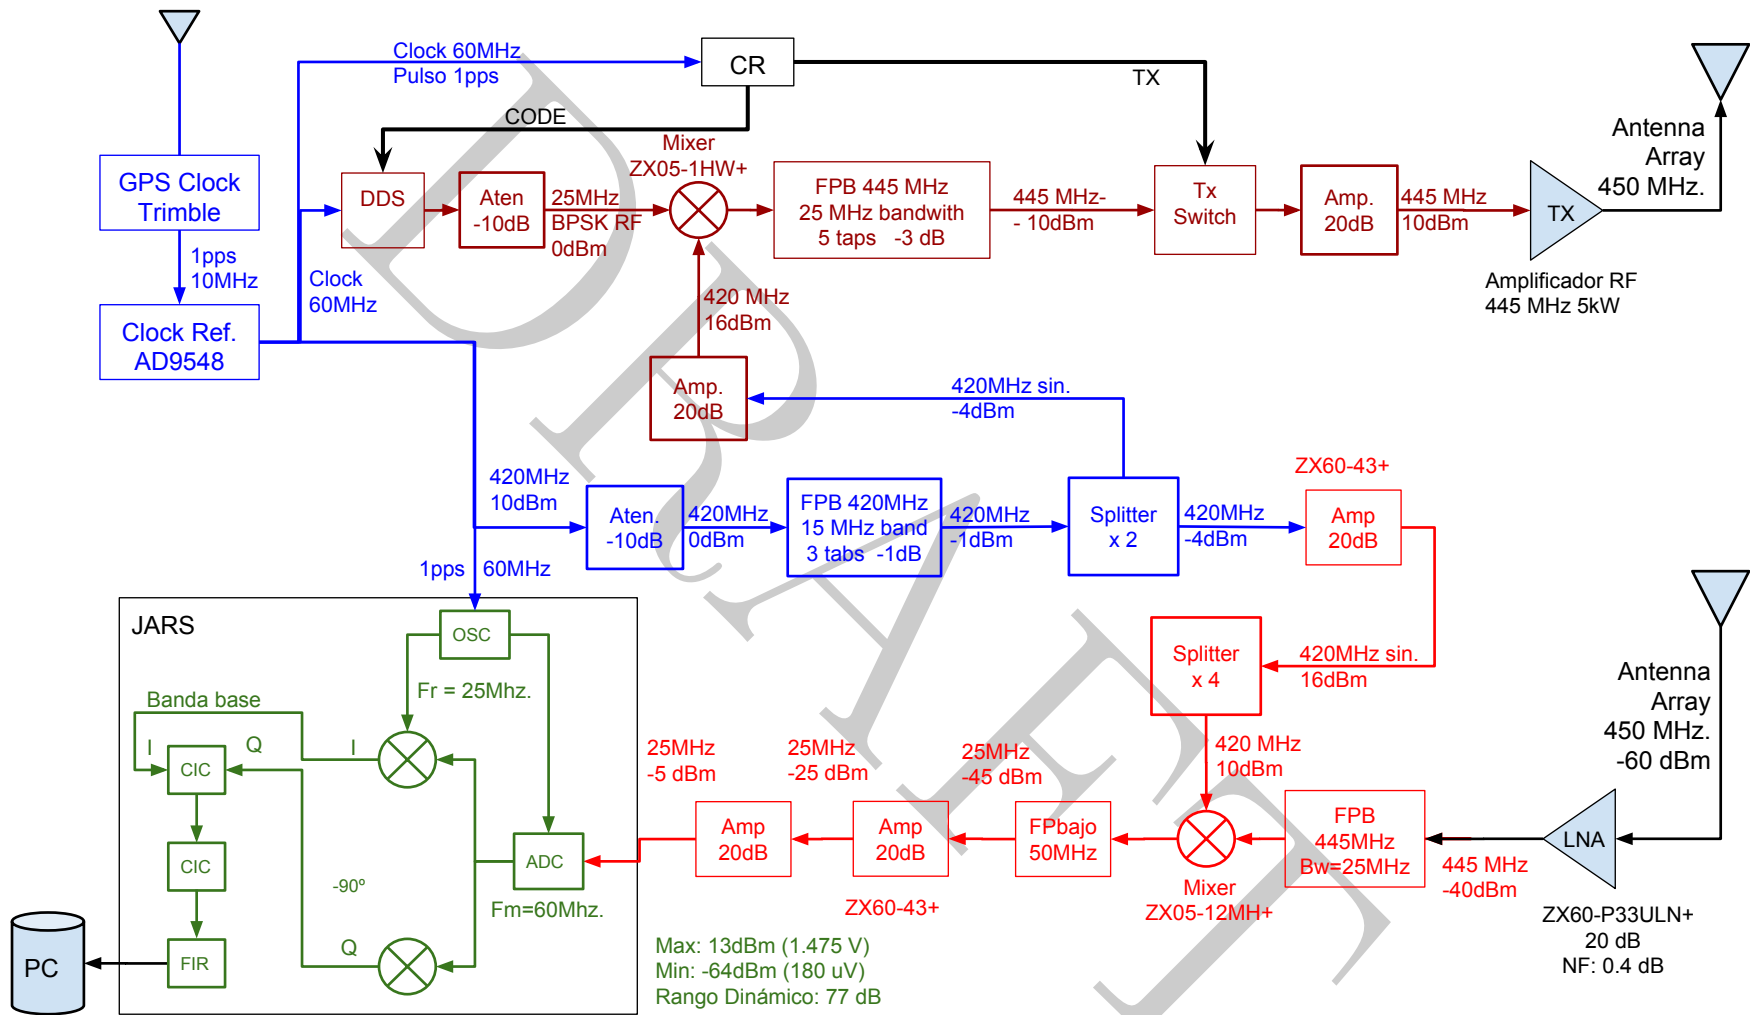 Clock 60MHz
Pulso 1pps
CR
TX
CODE
Mixer
ZX05-1HW+
GPS Clock
Trimble
DDS
Aten
-10dB
25MHz
BPSK RF
0dBm
FPB 445 MHz
25 MHz bandwith
5 taps -3 dB
445 MHz-
- 10dBm
Tx
Switch
Amp.
20dB
445 MHz
10dBm
TX
Antenna
Array
450 MHz.
Amplificador RF
445 MHz 5kW
1pps
10MHz
Clock
60MHz
Clock Ref.
AD9548
420 MHz
16dBm
Amp.
20dB
420MHz sin.
-4dBm
420MHz
10dBm
Aten.
-10dB
420MHz
0dBm
FPB 420MHz
15 MHz band
3 tabs -1dB
420MHz
-1dBm
Splitter
x 2
420MHz
-4dBm
ZX60-43+
Amp
20dB
1pps
60MHz
JARS
OSC
Fr = 25Mhz.
Banda base
I
Q
I
CIC
CIC
FIR
-90º
Q
ADC
Fm=60Mhz.
PC
25MHz
-5 dBm
25MHz
-25 dBm
25MHz
-45 dBm
Amp
20dB
Amp
20dB
ZX60-43+
FPbajo
50MHz
Splitter
x 4
420MHz sin.
16dBm
420 MHz
10dBm
Mixer
ZX05-12MH+
FPB
445MHz
Bw=25MHz
445 MHz
-40dBm
LNA
Antenna
Array
450 MHz.
-60 dBm
ZX60-P33ULN+
20 dB
NF: 0.4 dB
Max: 13dBm (1.475 V)
Min: -64dBm (180 uV)
Rango Dinámico: 77 dB
DRAFT